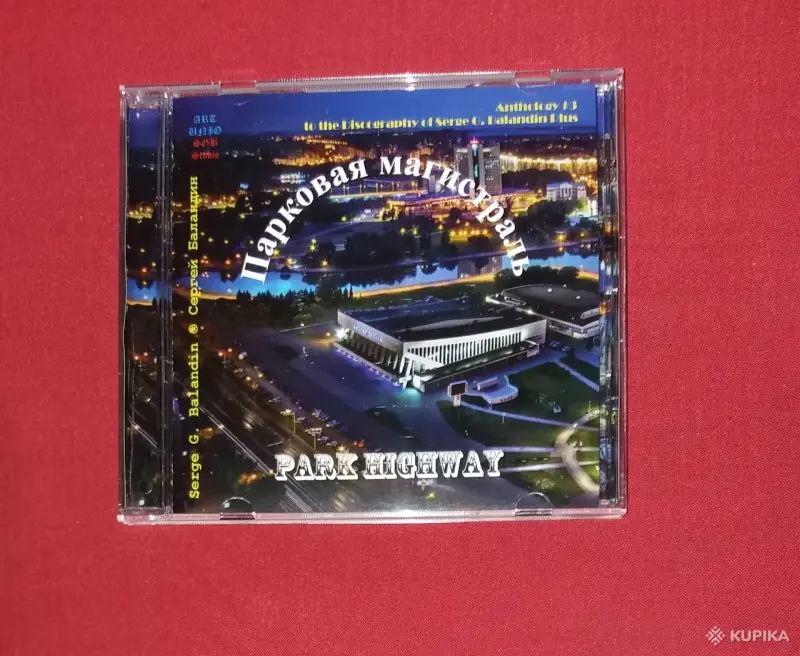 Anthology #3
to the Discography of Serge G. Balandin Plus
ART
UNIO
SGB
Studio
Парковая магистраль
Serge G. Balandin @ Сергей Баландин
PARK HIGHWAY
KUPIKA